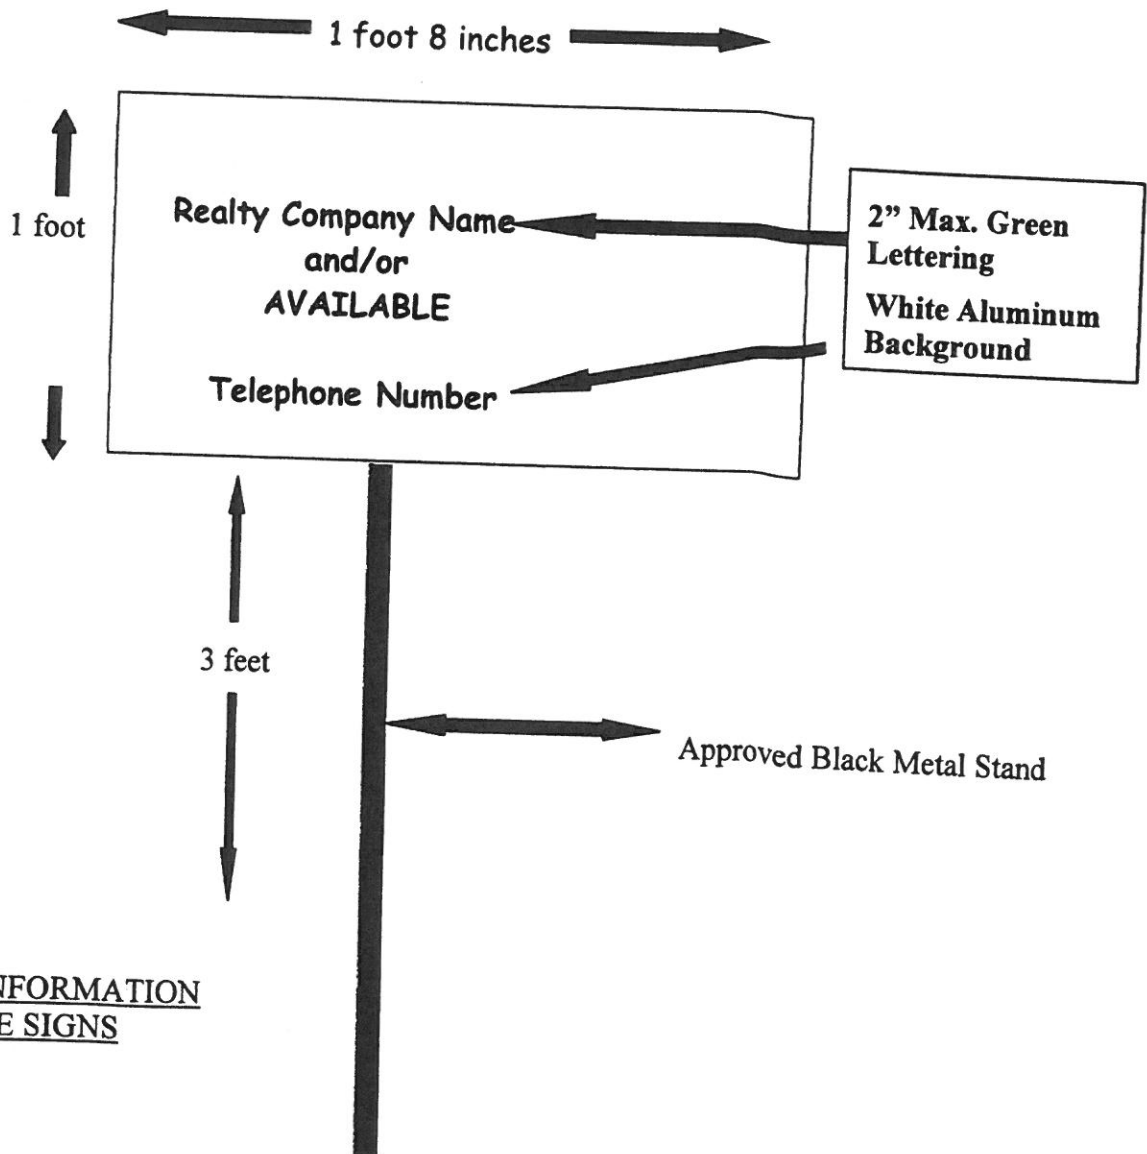 1 foot 8 inches
1 foot
Realty Company Name
and/or
AVAILABLE
Telephone Number
2” Max. Green
Lettering
White Aluminum
Background
3 feet
Approved Black Metal Stand
NFORMATION
E SIGNS